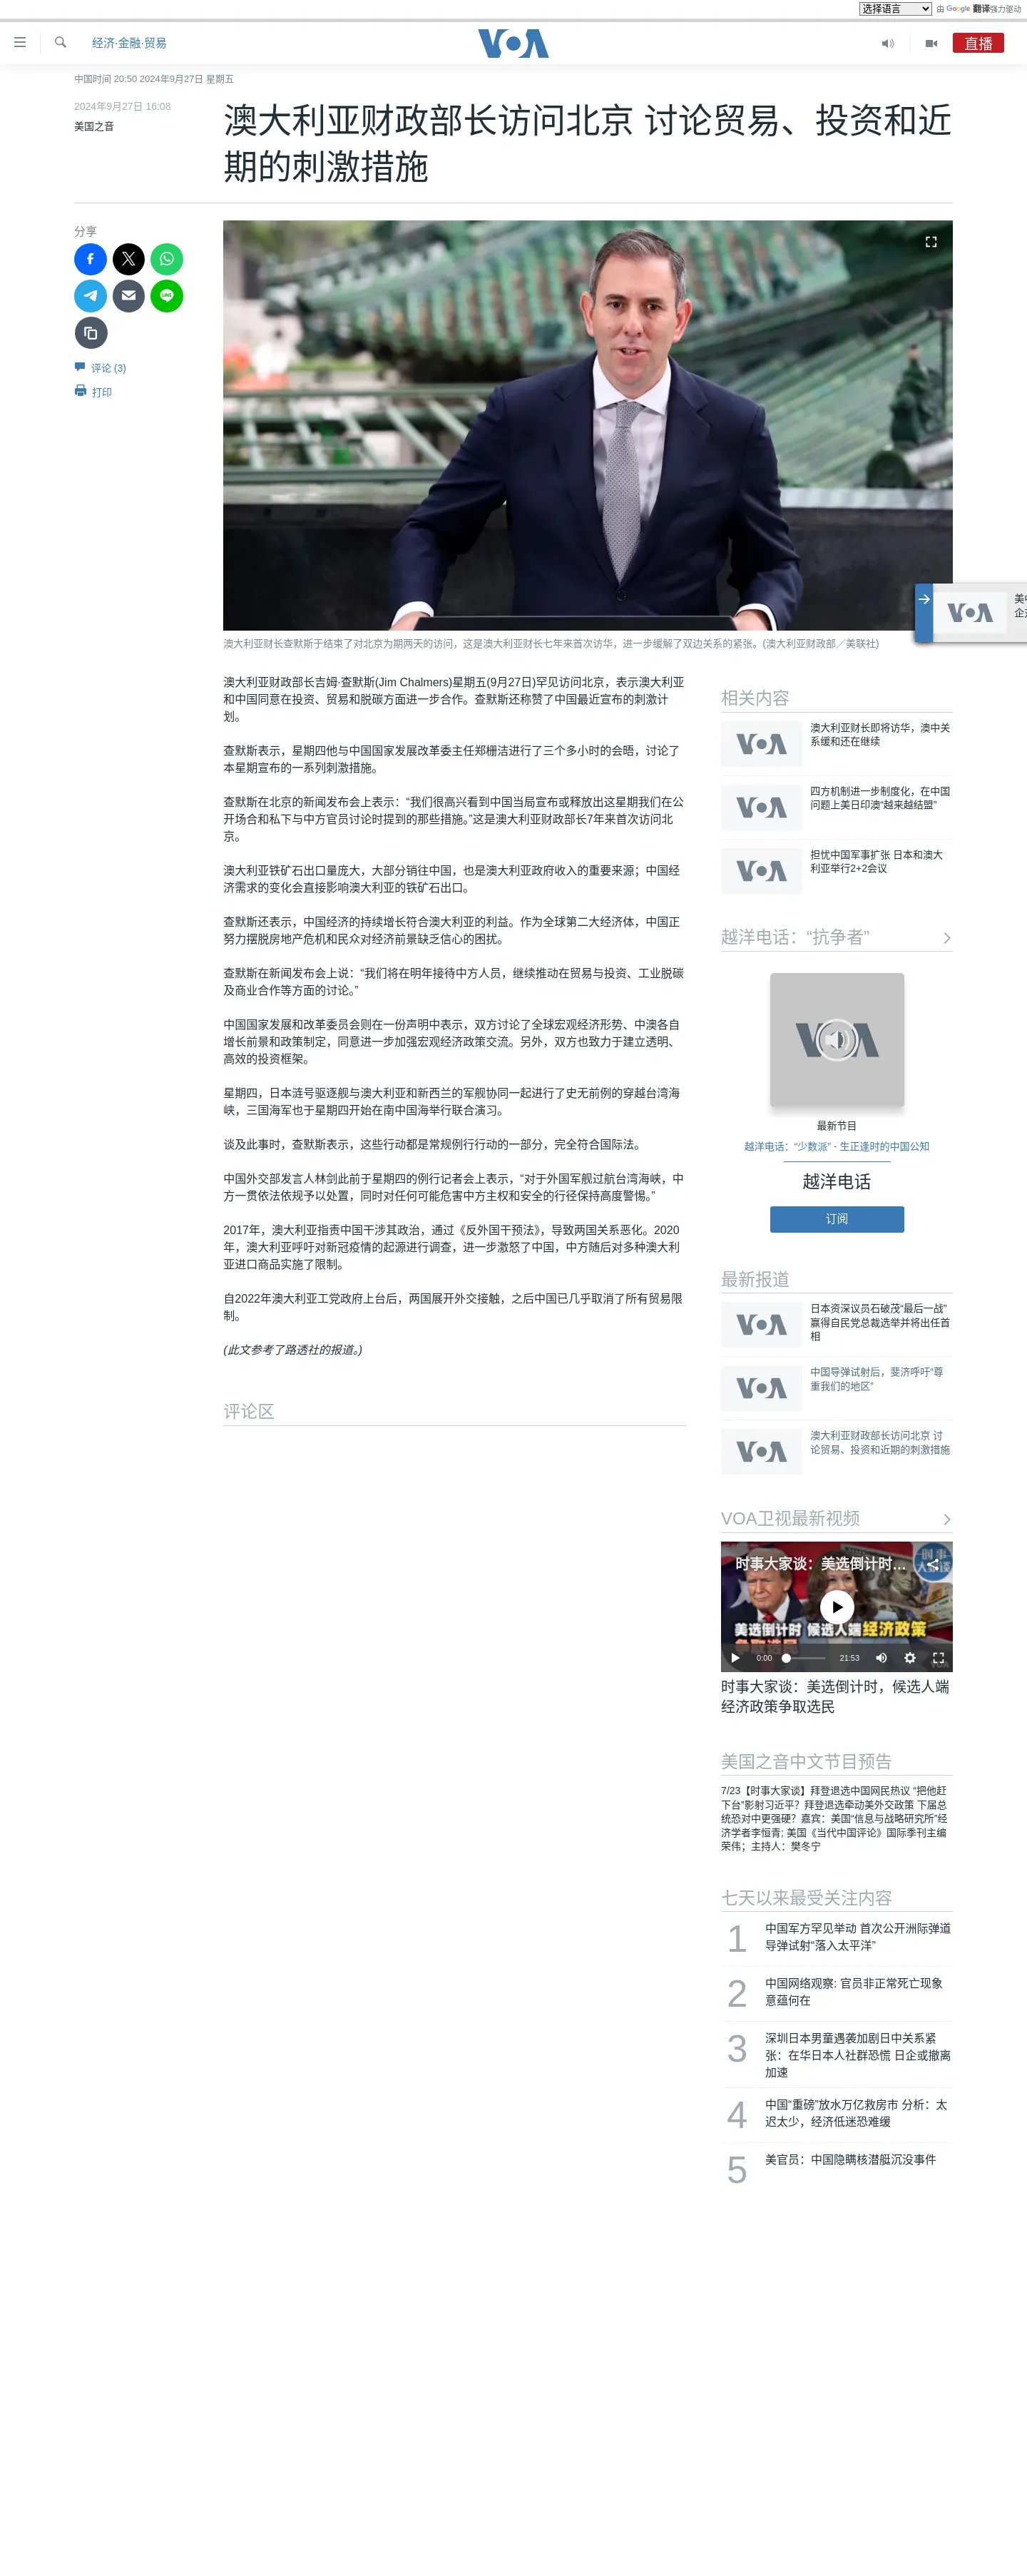 选择语言 由 Google 翻译强力驱动
经济·金融·贸易
VOA
直播
中国时间 20:50 2024年9月27日 星期五
2024年9月27日 16:08
美国之音
澳大利亚财政部长访问北京 讨论贸易、投资和近
期的刺激措施
分享
评论 (3)
打印
澳大利亚财长查默斯于结束了对北京为期两天的访问，这是澳大利亚财长七年来首次访华，进一步缓解了双边关系的紧张。(澳大利亚财政部／美联社)
澳大利亚财政部长吉姆·查默斯(Jim Chalmers)星期五(9月27日)罕见访问北京，表示澳大利亚
和中国同意在投资、贸易和脱碳方面进一步合作。查默斯还称赞了中国最近宣布的刺激计
划。
查默斯表示，星期四他与中国国家发展改革委主任郑栅洁进行了三个多小时的会晤，讨论了
本星期宣布的一系列刺激措施。
查默斯在北京的新闻发布会上表示：“我们很高兴看到中国当局宣布或释放出这星期我们在公
开场合和私下与中方官员讨论时提到的那些措施。”这是澳大利亚财政部长7年来首次访问北
京。
澳大利亚铁矿石出口量庞大，大部分销往中国，也是澳大利亚政府收入的重要来源；中国经
济需求的变化会直接影响澳大利亚的铁矿石出口。
查默斯还表示，中国经济的持续增长符合澳大利亚的利益。作为全球第二大经济体，中国正
努力摆脱房地产危机和民众对经济前景缺乏信心的困扰。
查默斯在新闻发布会上说：“我们将在明年接待中方人员，继续推动在贸易与投资、工业脱碳
及商业合作等方面的讨论。”
中国国家发展和改革委员会则在一份声明中表示，双方讨论了全球宏观经济形势、中澳各自
增长前景和政策制定，同意进一步加强宏观经济政策交流。另外，双方也致力于建立透明、
高效的投资框架。
星期四，日本涟号驱逐舰与澳大利亚和新西兰的军舰协同一起进行了史无前例的穿越台湾海
峡，三国海军也于星期四开始在南中国海举行联合演习。
谈及此事时，查默斯表示，这些行动都是常规例行行动的一部分，完全符合国际法。
中国外交部发言人林剑此前于星期四的例行记者会上表示，“对于外国军舰过航台湾海峡，中
方一贯依法依规予以处置，同时对任何可能危害中方主权和安全的行径保持高度警惕。”
2017年，澳大利亚指责中国干涉其政治，通过《反外国干预法》，导致两国关系恶化。2020
年，澳大利亚呼吁对新冠疫情的起源进行调查，进一步激怒了中国，中方随后对多种澳大利
亚进口商品实施了限制。
自2022年澳大利亚工党政府上台后，两国展开外交接触，之后中国已几乎取消了所有贸易限
制。
(此文参考了路透社的报道。)
评论区
VOA
相关内容
VOA
澳大利亚财长即将访华，澳中关
系缓和还在继续
VOA
四方机制进一步制度化，在中国
问题上美日印澳“越来越结盟”
VOA
担忧中国军事扩张 日本和澳大
利亚举行2+2会议
越洋电话：“抗争者”
VOA
最新节目
越洋电话：“少数派” - 生正逢时的中国公知
越洋电话
订阅
最新报道
VOA
日本资深议员石破茂“最后一战”
赢得自民党总裁选举并将出任首
相
VOA
中国导弹试射后，斐济呼吁“尊
重我们的地区”
VOA
澳大利亚财政部长访问北京 讨
论贸易、投资和近期的刺激措施
VOA卫视最新视频
时事大家谈：美选倒计时...
时事
大家谈
美选倒计时 候选人端经济政策
争取选民
0:00 21:53
时事大家谈：美选倒计时，候选人端
经济政策争取选民
美国之音中文节目预告
7/23【时事大家谈】拜登退选中国网民热议 “把他赶
下台”影射习近平？拜登退选牵动美外交政策 下届总
统恐对中更强硬？嘉宾：美国“信息与战略研究所”经
济学者李恒青; 美国《当代中国评论》国际季刊主编
荣伟；主持人：樊冬宁
七天以来最受关注内容
1 中国军方罕见举动 首次公开洲际弹道
导弹试射“落入太平洋”
2 中国网络观察: 官员非正常死亡现象
意蕴何在
3 深圳日本男童遇袭加剧日中关系紧
张：在华日本人社群恐慌 日企或撤离
加速
4 中国“重磅”放水万亿救房市 分析：太
迟太少，经济低迷恐难缓
5 美官员：中国隐瞒核潜艇沉没事件